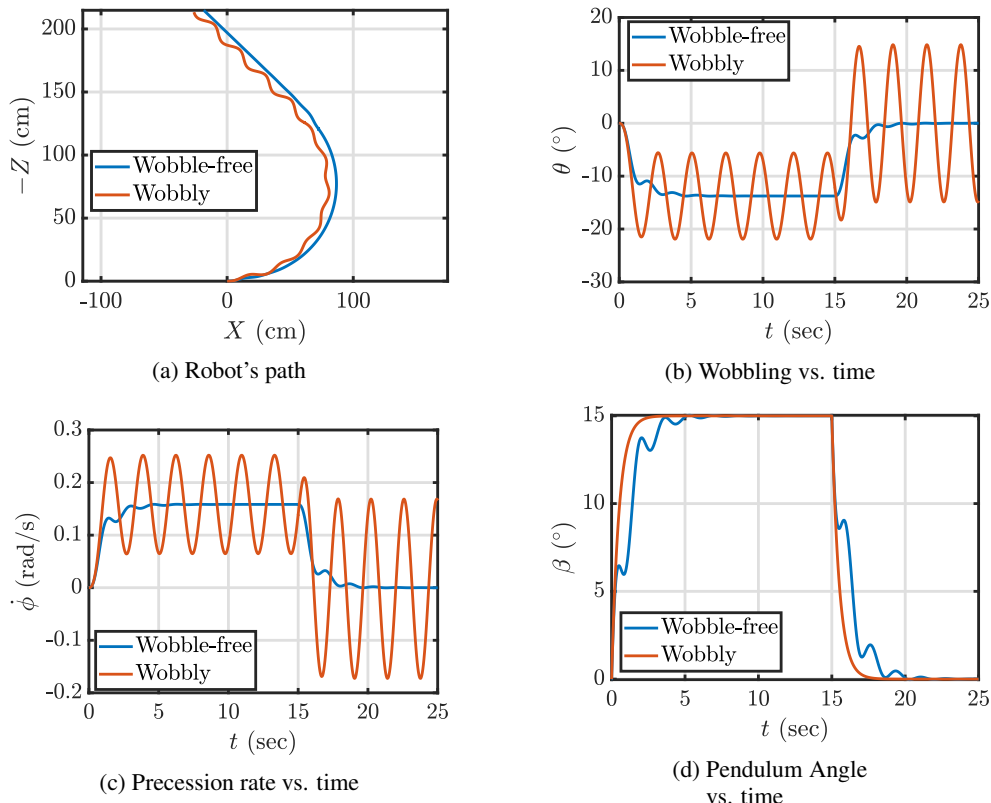 200
150
100
50
0
-100
0
100
−Z (cm)
X (cm)
Wobble-free
Wobbly
(a) Robot's path
20
10
0
-10
-20
-30
0
5
10
15
20
25
θ (°)
t (sec)
Wobble-free
Wobbly
(b) Wobbling vs. time
0.3
0.2
0.1
0
-0.1
-0.2
0
5
10
15
20
25
ϕ̇ (rad/s)
t (sec)
Wobble-free
Wobbly
(c) Precession rate vs. time
15
10
5
0
0
5
10
15
20
25
β (°)
t (sec)
Wobble-free
Wobbly
(d) Pendulum Angle
vs. time